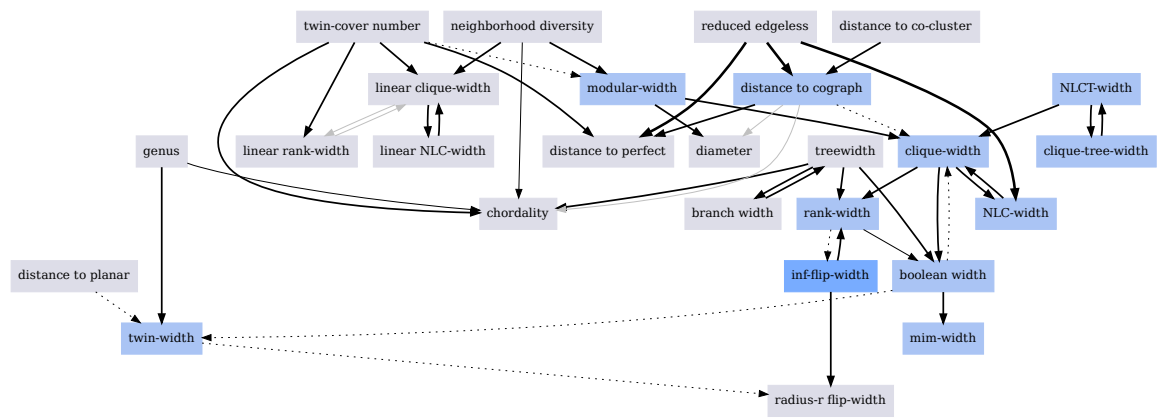 twin-cover number
neighborhood diversity
reduced edgeless
distance to co-cluster
linear clique-width
modular-width
distance to cograph
NLCT-width
genus
linear rank-width
linear NLC-width
distance to perfect
diameter
treewidth
clique-width
clique-tree-width
chordality
branch width
rank-width
NLC-width
distance to planar
inf-flip-width
boolean width
twin-width
mim-width
radius-r flip-width